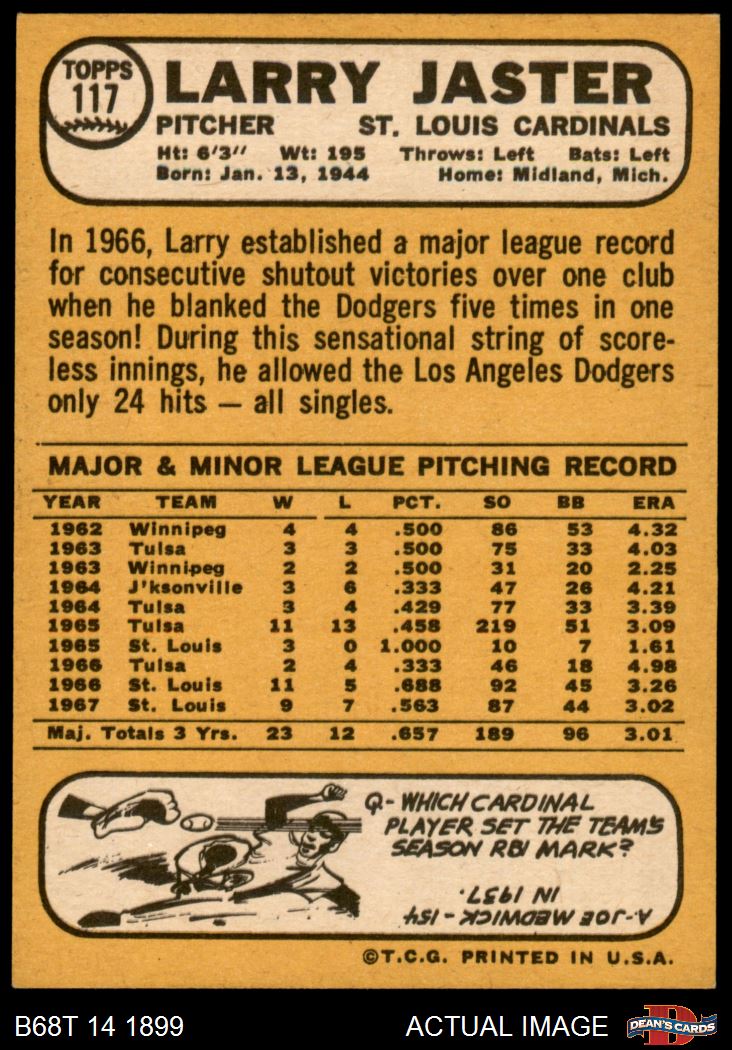 TOPPS
117
LARRY JASTER
PITCHER ST. LOUIS CARDINALS
Ht: 6'3" Wt: 195 Throws: Left Bats: Left
Born: Jan. 13, 1944 Home: Midland, Mich.
In 1966, Larry established a major league record
for consecutive shutout victories over one club
when he blanked the Dodgers five times in one
season! During this sensational string of score-
less innings, he allowed the Los Angeles Dodgers
only 24 hits — all singles.
MAJOR & MINOR LEAGUE PITCHING RECORD
YEAR TEAM W L PCT. SO BB ERA
1962 Winnipeg 4 4 .500 86 53 4.32
1963 Tulsa 3 3 .500 75 33 4.03
1963 Winnipeg 2 2 .500 31 20 2.25
1964 J'ksonville 3 6 .333 47 26 4.21
1964 Tulsa 3 4 .429 77 33 3.39
1965 Tulsa 11 13 .458 219 51 3.09
1965 St. Louis 3 0 1.000 10 7 1.61
1966 Tulsa 2 4 .333 46 18 4.98
1966 St. Louis 11 5 .688 92 45 3.26
1967 St. Louis 9 7 .563 87 44 3.02
Maj. Totals 3 Yrs. 23 12 .657 189 96 3.01
Q- WHICH CARDINAL
PLAYER SET THE TEAM'S
SEASON RBI MARK?
A-JOE MEDWICK-154
IN 1937.
©T.C.G. PRINTED IN U.S.A.
B68T 14 1899 ACTUAL IMAGE
D
DEAN'S CARDS